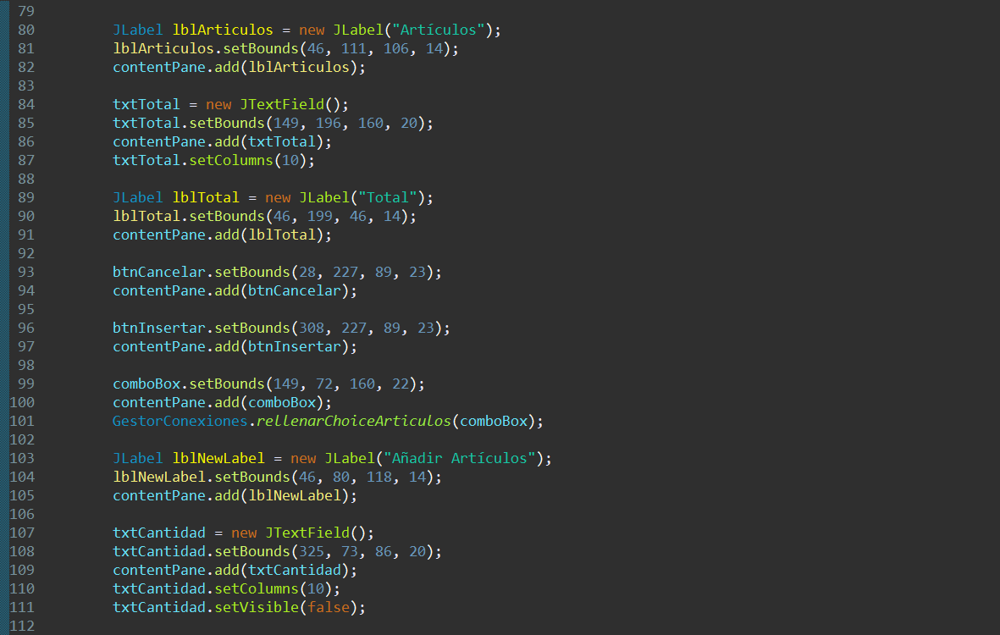 79
80 JLabel lblArticulos = new JLabel("Artículos");
81 lblArticulos.setBounds(46, 111, 106, 14);
82 contentPane.add(lblArticulos);
83
84 txtTotal = new JTextField();
85 txtTotal.setBounds(149, 196, 160, 20);
86 contentPane.add(txtTotal);
87 txtTotal.setColumns(10);
88
89 JLabel lblTotal = new JLabel("Total");
90 lblTotal.setBounds(46, 199, 46, 14);
91 contentPane.add(lblTotal);
92
93 btnCancelar.setBounds(28, 227, 89, 23);
94 contentPane.add(btnCancelar);
95
96 btnInsertar.setBounds(308, 227, 89, 23);
97 contentPane.add(btnInsertar);
98
99 comboBox.setBounds(149, 72, 160, 22);
100 contentPane.add(comboBox);
101 GestorConexiones.rellenarChoiceArticulos(comboBox);
102
103 JLabel lblNewLabel = new JLabel("Añadir Artículos");
104 lblNewLabel.setBounds(46, 80, 118, 14);
105 contentPane.add(lblNewLabel);
106
107 txtCantidad = new JTextField();
108 txtCantidad.setBounds(325, 73, 86, 20);
109 contentPane.add(txtCantidad);
110 txtCantidad.setColumns(10);
111 txtCantidad.setVisible(false);
112